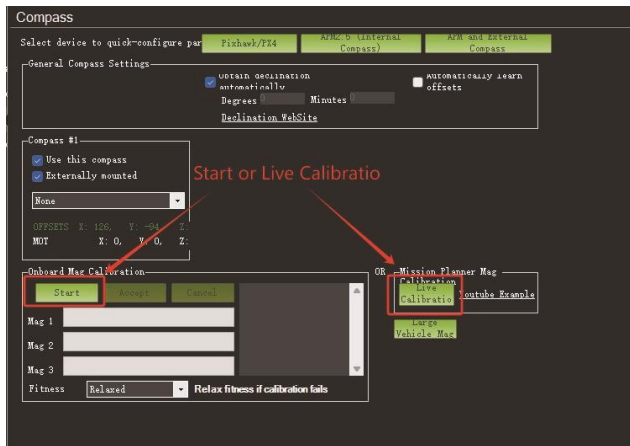 Compass
Select device to quick-configure par
Pixhawk/PX4
APM2.5 (Internal
Compass)
APM and External
Compass
General Compass Settings
Obtain declination
automatically
Automatically learn
offsets
Degrees 0 Minutes 0
Declination WebSite
Compass #1
Use this compass
Externally mounted
None
OFFSETS X: 126, Y: -94, Z:
MOT X: 0, Y: 0, Z:
Start or Live Calibratio
Onboard Mag Calibration
Start Accept Cancel
Mag 1
Mag 2
Mag 3
Fitness Relaxed Relax fitness if calibration fails
OR
Mission Planner Mag
Calibration
Live
Calibratio
Youtube Example
Large
Vehicle Mag